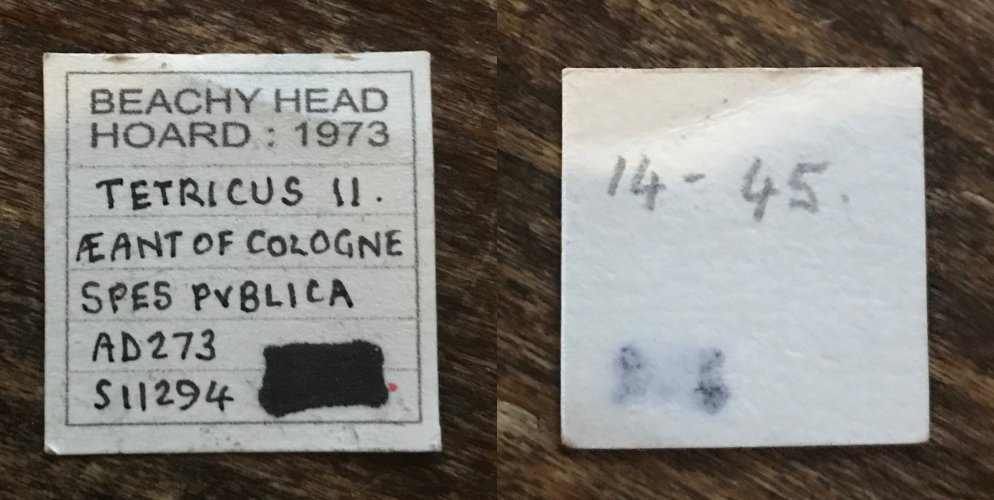 BEACHY HEAD
HOARD : 1973
TETRICUS II.
ÆANT OF COLOGNE
SPES PVBLICA
AD273
S11294
14 - 45.